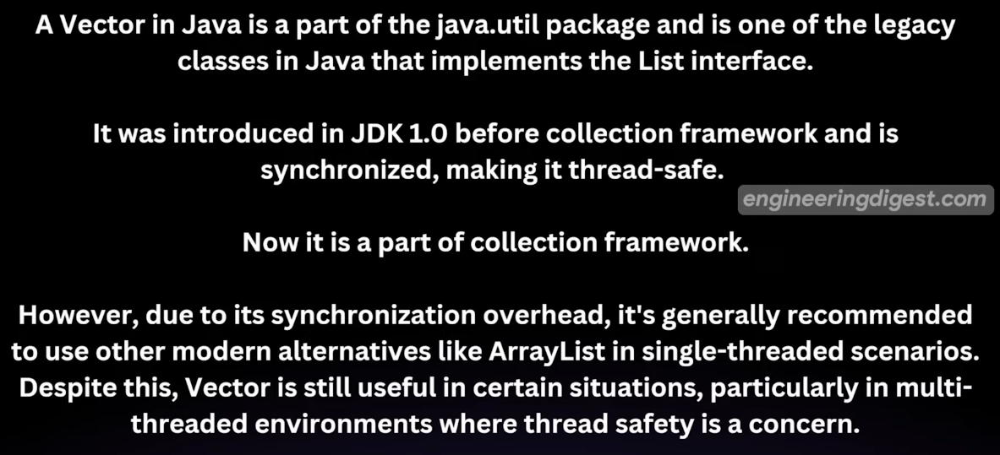 A Vector in Java is a part of the java.util package and is one of the legacy
classes in Java that implements the List interface.
It was introduced in JDK 1.0 before collection framework and is
synchronized, making it thread-safe.
engineeringdigest.com
Now it is a part of collection framework.
However, due to its synchronization overhead, it's generally recommended
to use other modern alternatives like ArrayList in single-threaded scenarios.
Despite this, Vector is still useful in certain situations, particularly in multi-
threaded environments where thread safety is a concern.